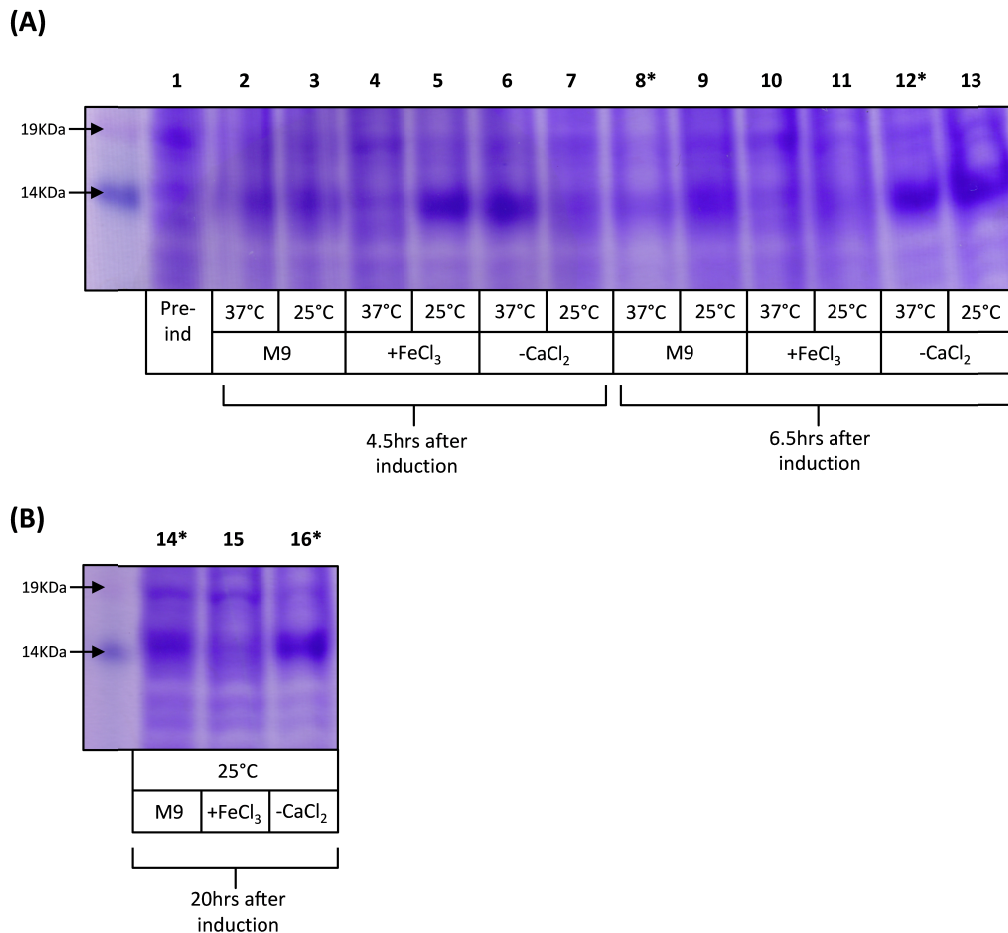 (A)
1 2 3 4 5 6 7 8* 9 10 11 12* 13
19KDa
14KDa
Pre-ind
37°C 25°C 37°C 25°C 37°C 25°C 37°C 25°C 37°C 25°C 37°C 25°C
M9 +FeCl₃ -CaCl₂ M9 +FeCl₃ -CaCl₂
4.5hrs after
induction
6.5hrs after
induction
(B)
14* 15 16*
19KDa
14KDa
25°C
M9 +FeCl₃ -CaCl₂
20hrs after
induction